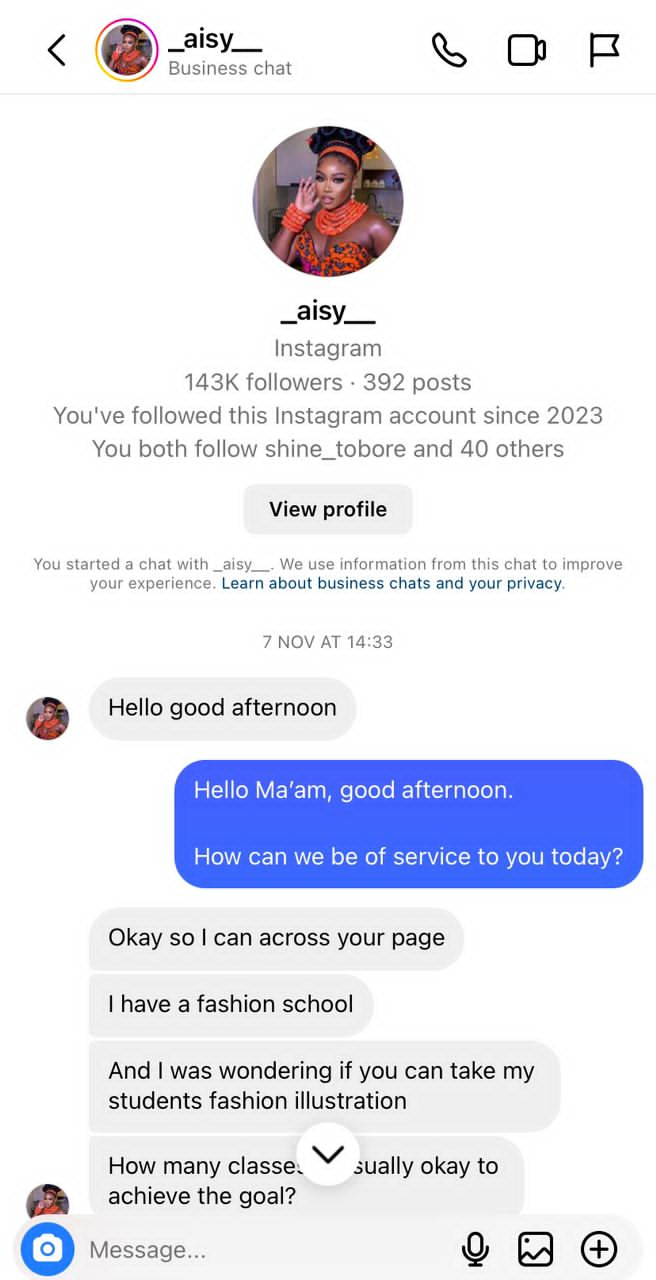 _aisy__
Business chat
_aisy__
Instagram
143K followers · 392 posts
You've followed this Instagram account since 2023
You both follow shine_tobore and 40 others
View profile
You started a chat with _aisy__. We use information from this chat to improve
your experience. Learn about business chats and your privacy.
7 NOV AT 14:33
Hello good afternoon
Hello Ma’am, good afternoon.
How can we be of service to you today?
Okay so I can across your page
I have a fashion school
And I was wondering if you can take my
students fashion illustration
How many classes okay to
achieve the goal?
Message...